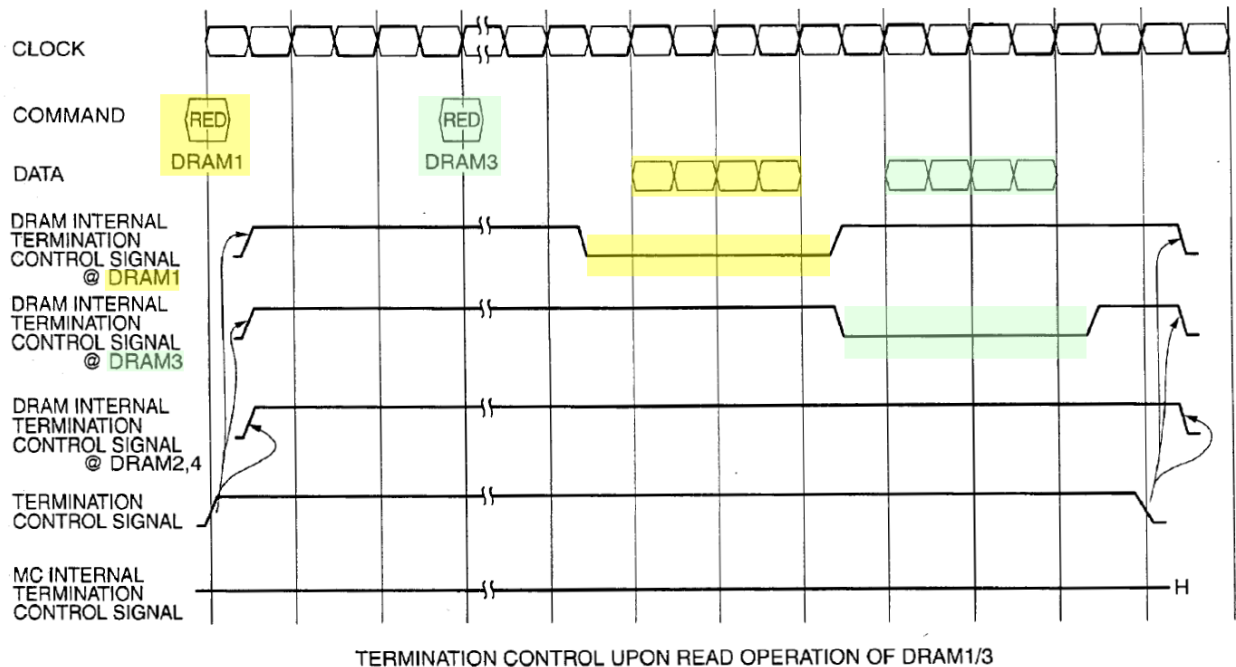 CLOCK
COMMAND
RED
RED
DRAM1
DRAM3
DATA
DRAM INTERNAL
TERMINATION
CONTROL SIGNAL
@ DRAM1
DRAM INTERNAL
TERMINATION
CONTROL SIGNAL
@ DRAM3
DRAM INTERNAL
TERMINATION
CONTROL SIGNAL
@ DRAM2,4
TERMINATION
CONTROL SIGNAL
MC INTERNAL
TERMINATION
CONTROL SIGNAL
H
TERMINATION CONTROL UPON READ OPERATION OF DRAM1/3